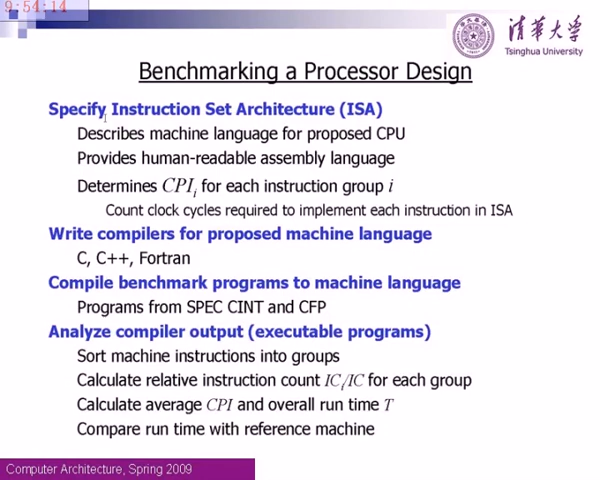 9:54:14
清华大学
Tsinghua University
Benchmarking a Processor Design
Specify Instruction Set Architecture (ISA)
Describes machine language for proposed CPU
Provides human-readable assembly language
Determines CPIi for each instruction group i
Count clock cycles required to implement each instruction in ISA
Write compilers for proposed machine language
C, C++, Fortran
Compile benchmark programs to machine language
Programs from SPEC CINT and CFP
Analyze compiler output (executable programs)
Sort machine instructions into groups
Calculate relative instruction count ICi/IC for each group
Calculate average CPI and overall run time T
Compare run time with reference machine
Computer Architecture, Spring 2009